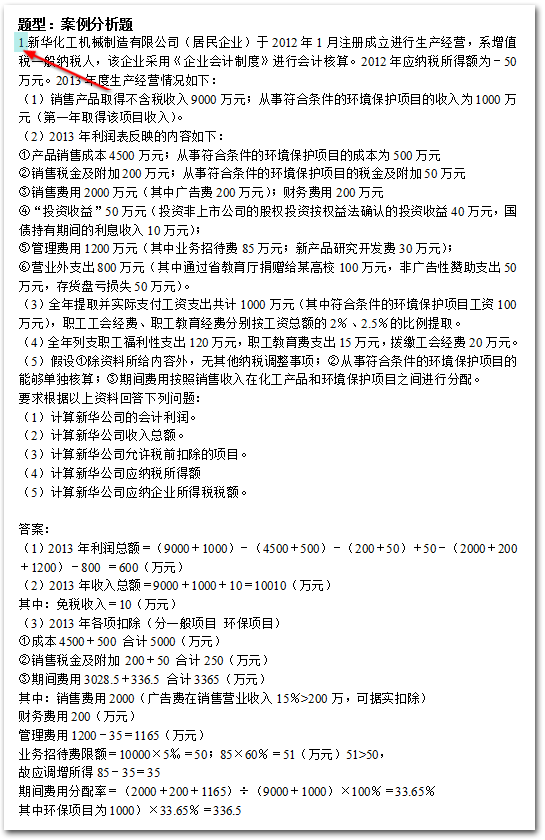 题型：案例分析题
1.新华化工机械制造有限公司（居民企业）于 2012 年 1 月注册成立进行生产经营，系增值
税一般纳税人，该企业采用《企业会计制度》进行会计核算。2012 年应纳税所得额为－50
万元。2013 年度生产经营情况如下：
（1）销售产品取得不含税收入 9000 万元；从事符合条件的环境保护项目的收入为 1000 万
元（第一年取得该项目收入）。
（2）2013 年利润表反映的内容如下：
①产品销售成本 4500 万元；从事符合条件的环境保护项目的成本为 500 万元
②销售税金及附加 200 万元；从事符合条件的环境保护项目的税金及附加 50 万元
③销售费用 2000 万元（其中广告费 200 万元）；财务费用 200 万元
④“投资收益”50 万元（投资非上市公司的股权投资按权益法确认的投资收益 40 万元，国
债持有期间的利息收入 10 万元）；
⑤管理费用 1200 万元（其中业务招待费 85 万元；新产品研究开发费 30 万元）；
⑥营业外支出 800 万元（其中通过省教育厅捐赠给某高校 100 万元，非广告性赞助支出 50
万元，存货盘亏损失 50 万元）。
（3）全年提取并实际支付工资支出共计 1000 万元（其中符合条件的环境保护项目工资 100
万元），职工工会经费、职工教育经费分别按工资总额的 2%、2.5%的比例提取。
（4）全年列支职工福利性支出 120 万元，职工教育费支出 15 万元，拨缴工会经费 20 万元。
（5）假设①除资料所给内容外，无其他纳税调整事项；②从事符合条件的环境保护项目的
能够单独核算；③期间费用按照销售收入在化工产品和环境保护项目之间进行分配。
要求根据以上资料回答下列问题：
（1）计算新华公司的会计利润。
（2）计算新华公司收入总额。
（3）计算新华公司允许税前扣除的项目。
（4）计算新华公司应纳税所得额
（5）计算新华公司应纳企业所得税税额。
答案：
（1）2013 年利润总额＝（9000＋1000）－（4500＋500）－（200＋50）＋50－（2000＋200
＋1200）－800 ＝600（万元）
（2）2013 年收入总额＝9000＋1000＋10＝10010（万元）
其中：免税收入＝10（万元）
（3）2013 年各项扣除（分一般项目 环保项目）
①成本 4500＋500 合计 5000（万元）
②销售税金及附加 200＋50 合计 250（万元）
③期间费用 3028.5＋336.5 合计 3365（万元）
其中：销售费用 2000（广告费在销售营业收入 15%>200 万，可据实扣除）
财务费用 200（万元）
管理费用 1200－35＝1165（万元）
业务招待费限额＝10000×5‰＝50；85×60%＝51（万元）51>50，
故应调增所得 85－35＝35
期间费用分配率＝（2000＋200＋1165）÷（9000＋1000）×100%＝33.65%
其中环保项目为 1000）×33.65%＝336.5